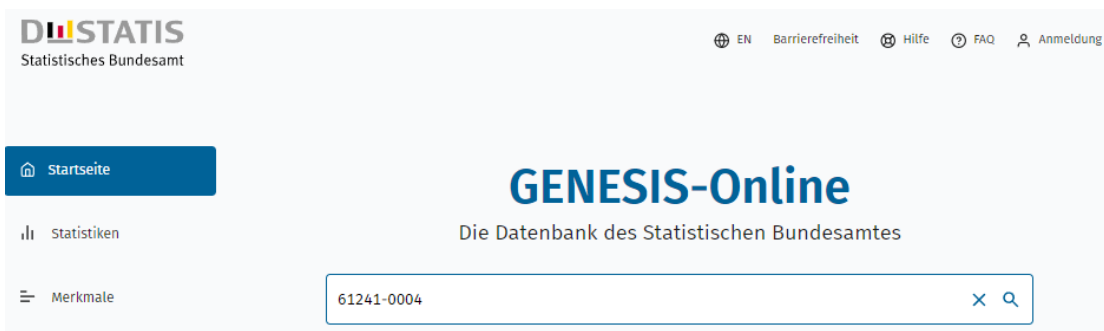 DESTATIS
Statistisches Bundesamt
EN Barrierefreiheit Hilfe FAQ Anmeldung
Startseite
GENESIS-Online
Statistiken
Die Datenbank des Statistischen Bundesamtes
Merkmale
61241-0004